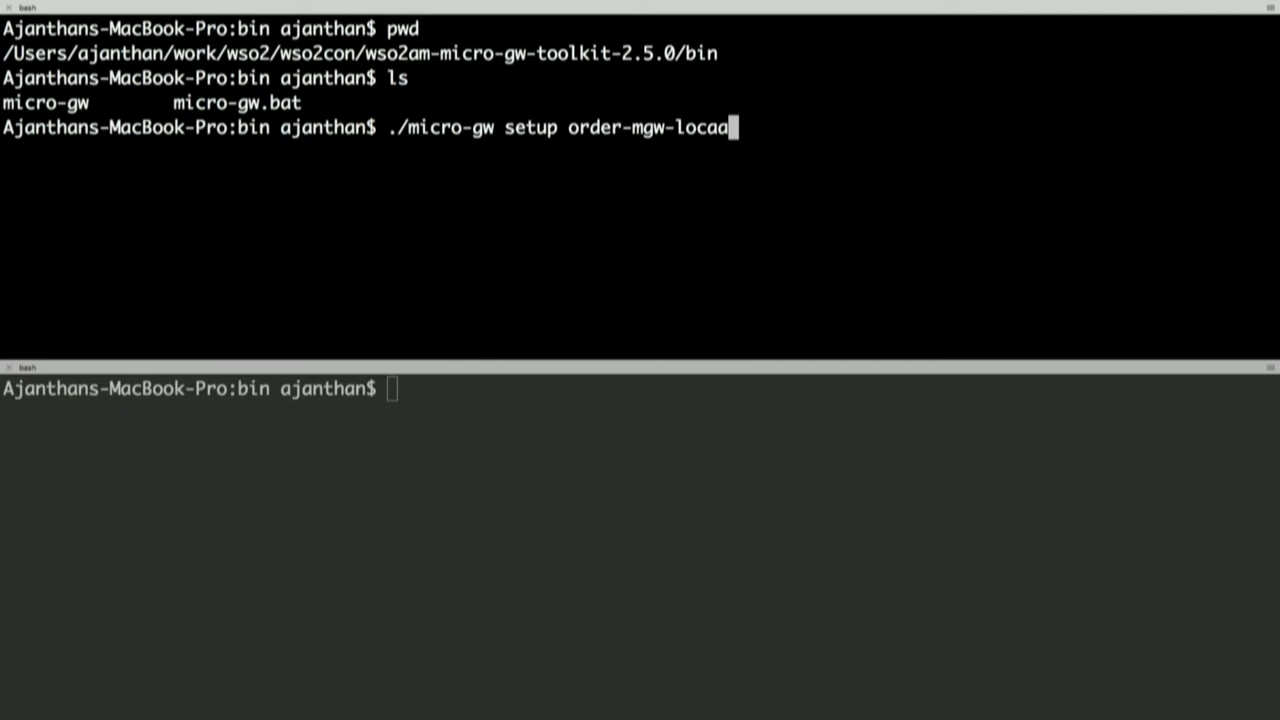 bash
Ajanthans-MacBook-Pro:bin ajanthan$ pwd
/Users/ajanthan/work/wso2/wso2con/wso2am-micro-gw-toolkit-2.5.0/bin
Ajanthans-MacBook-Pro:bin ajanthan$ ls
micro-gw micro-gw.bat
Ajanthans-MacBook-Pro:bin ajanthan$ ./micro-gw setup order-mgw-locaa
bash
Ajanthans-MacBook-Pro:bin ajanthan$